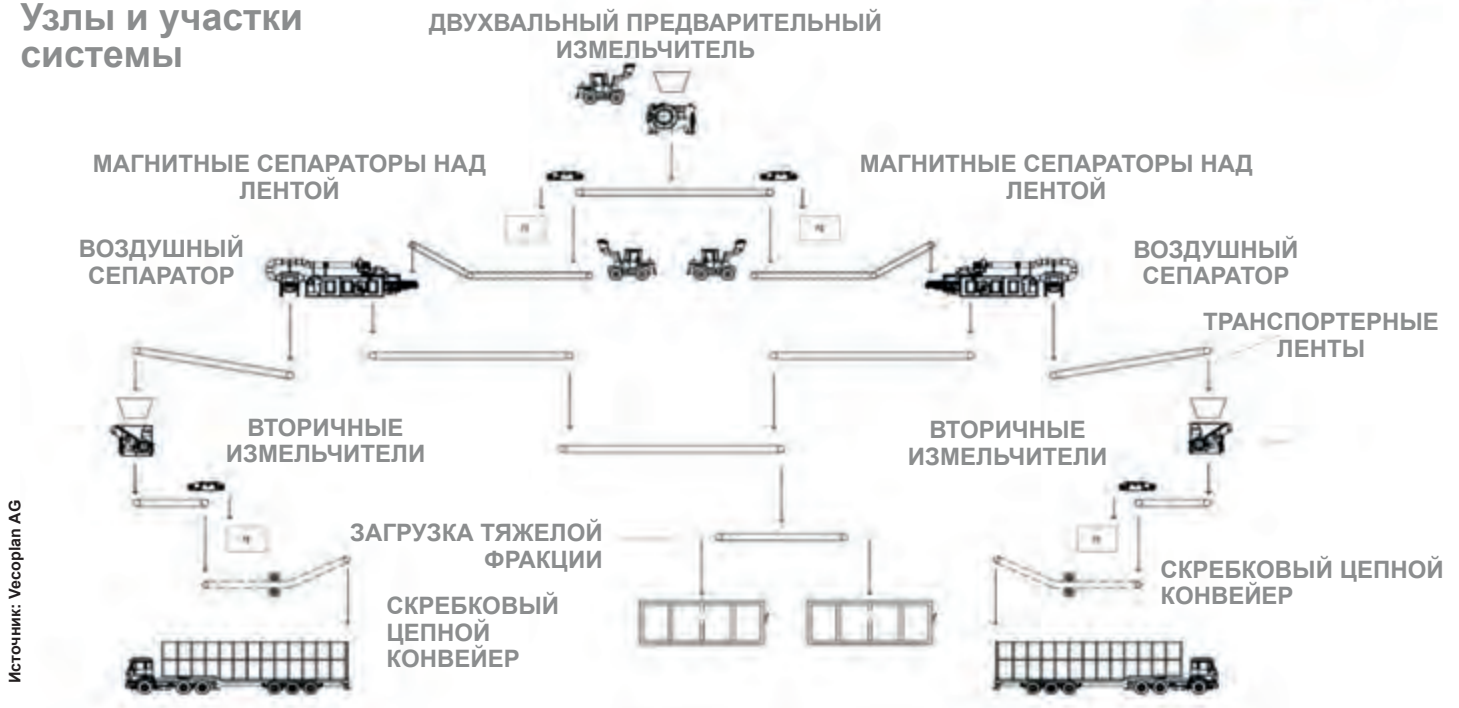 Узлы и участки
системы
ДВУХВАЛЬНЫЙ ПРЕДВАРИТЕЛЬНЫЙ
ИЗМЕЛЬЧИТЕЛЬ
МАГНИТНЫЕ СЕПАРАТОРЫ НАД
ЛЕНТОЙ
МАГНИТНЫЕ СЕПАРАТОРЫ НАД
ЛЕНТОЙ
ВОЗДУШНЫЙ
СЕПАРАТОР
ВОЗДУШНЫЙ
СЕПАРАТОР
ТРАНСПОРТЕРНЫЕ
ЛЕНТЫ
ВТОРИЧНЫЕ
ИЗМЕЛЬЧИТЕЛИ
ВТОРИЧНЫЕ
ИЗМЕЛЬЧИТЕЛИ
ЗАГРУЗКА ТЯЖЕЛОЙ
ФРАКЦИИ
СКРЕБКОВЫЙ
ЦЕПНОЙ
КОНВЕЙЕР
СКРЕБКОВЫЙ ЦЕПНОЙ
КОНВЕЙЕР
Источник: Vecoplan AG